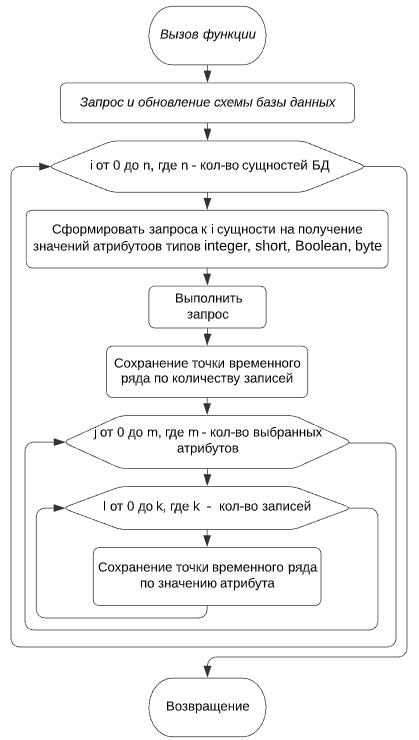 Вызов функции
Запрос и обновление схемы базы данных
i от 0 до n, где n - кол-во сущностей БД
Сформировать запроса к i сущности на получение
значений атрибутоов типов integer, short, Boolean, byte
Выполнить
запрос
Сохранение точки временного
ряда по количеству записей
j от 0 до m, где m - кол-во выбранных
атрибутов
l от 0 до k, где k - кол-во записей
Сохранение точки временного ряда
по значению атрибута
Возвращение